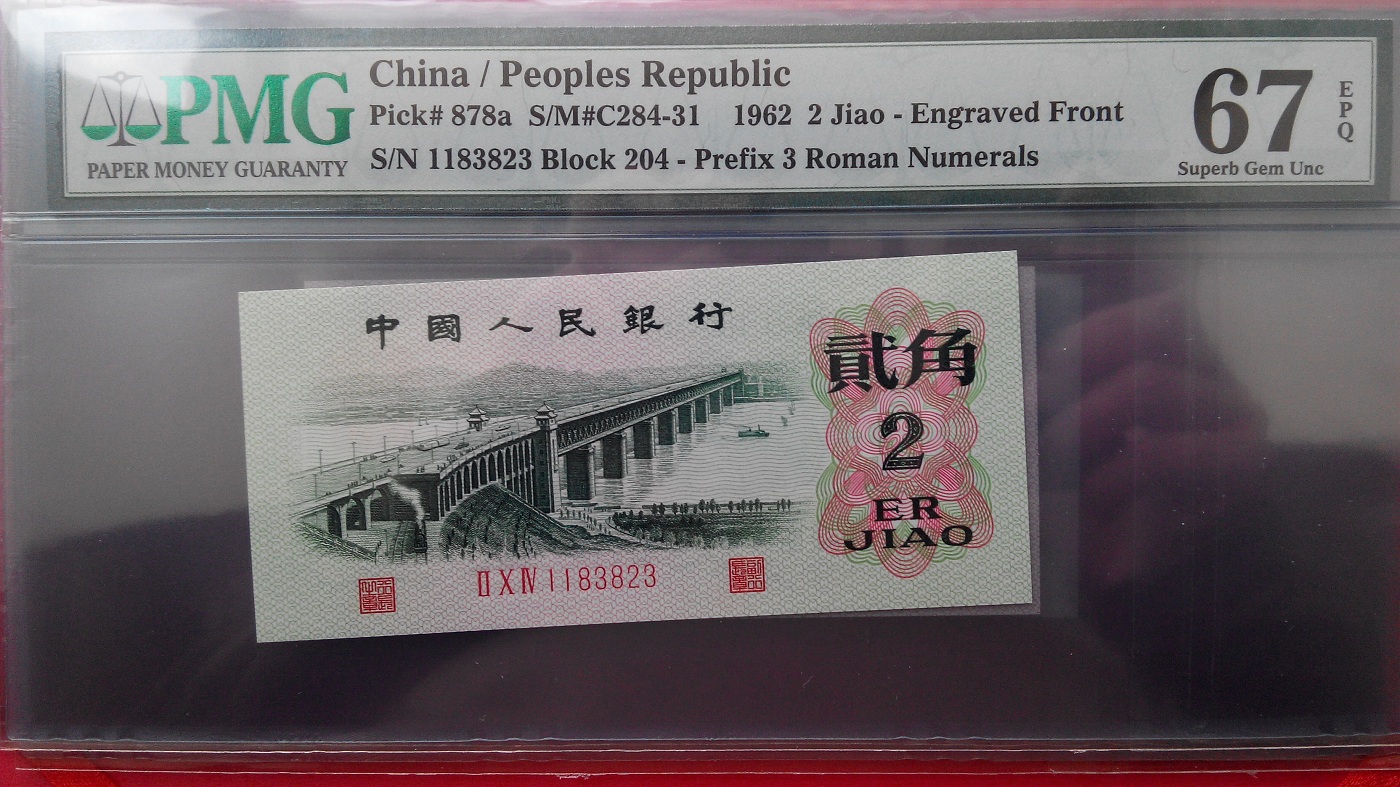 PMG
PAPER MONEY GUARANTY
China / Peoples Republic
Pick# 878a S/M#C284-31 1962 2 Jiao - Engraved Front
S/N 1183823 Block 204 - Prefix 3 Roman Numerals
67
EPQ
Superb Gem Unc
中國人民銀行
貳角
2
ER
JIAO
ⅡⅩⅣ 1183823